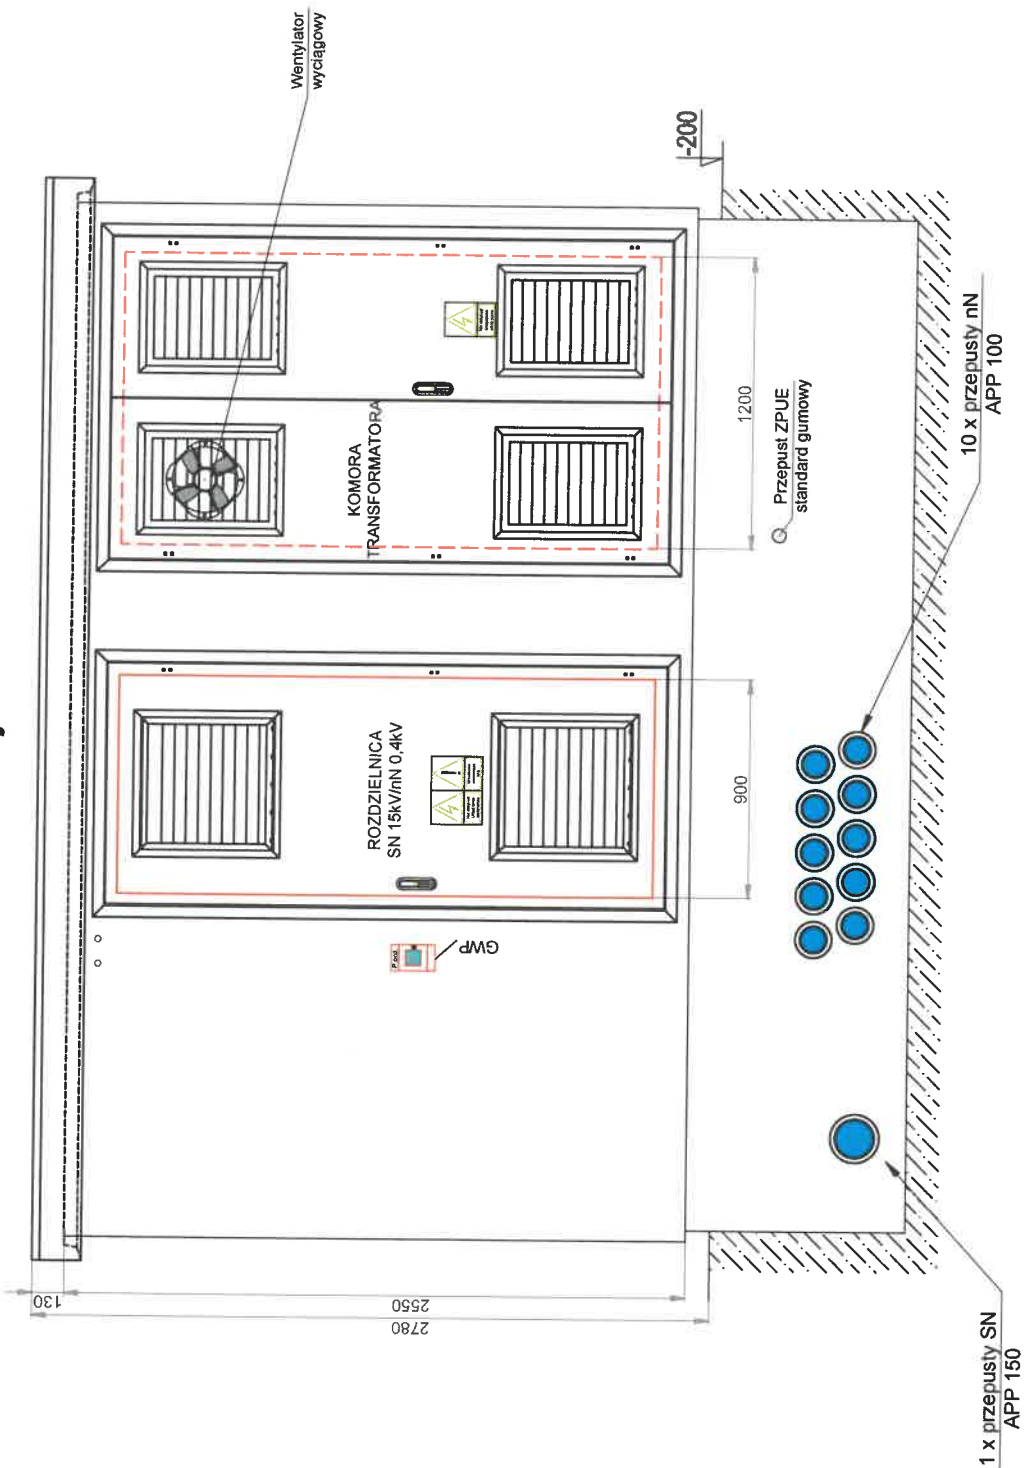 Wentylator
wyciągowy
-200
KOMORA
TRANSFORMATORA
ROZDZIELNICA
SN 15kV/nN 0,4kV
GWP
1200
900
Przepust ZPUE
standard gumowy
10 x przepusty nN
APP 100
1 x przepusty SN
APP 150
130
2550
2780